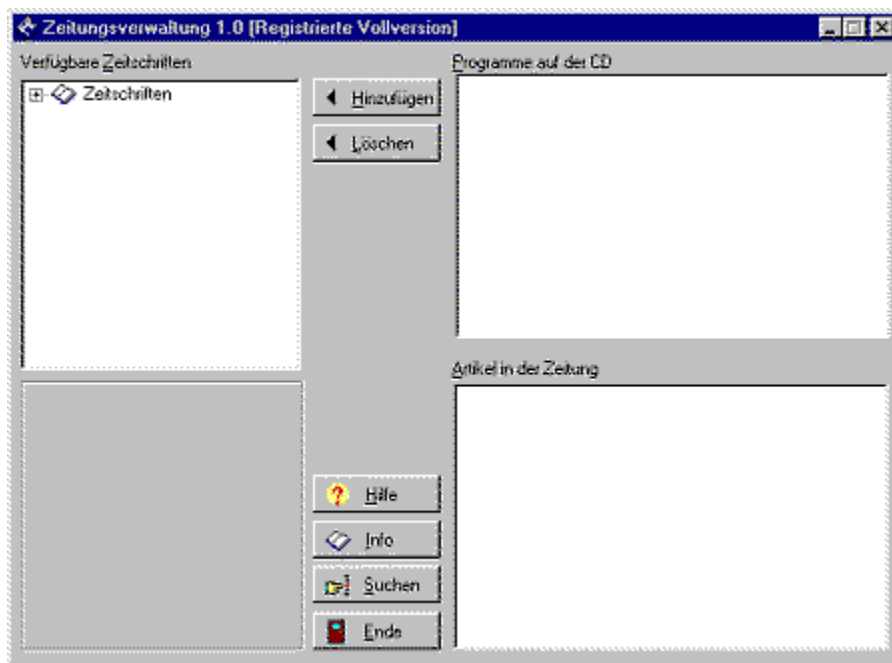 Zeitungsverwaltung 1.0 [Registrierte Vollversion]
Verfügbare Zeitschriften
Zeitschriften
Hinzufügen
Löschen
Programme auf der CD
Artikel in der Zeitung
Hilfe
Info
Suchen
Ende